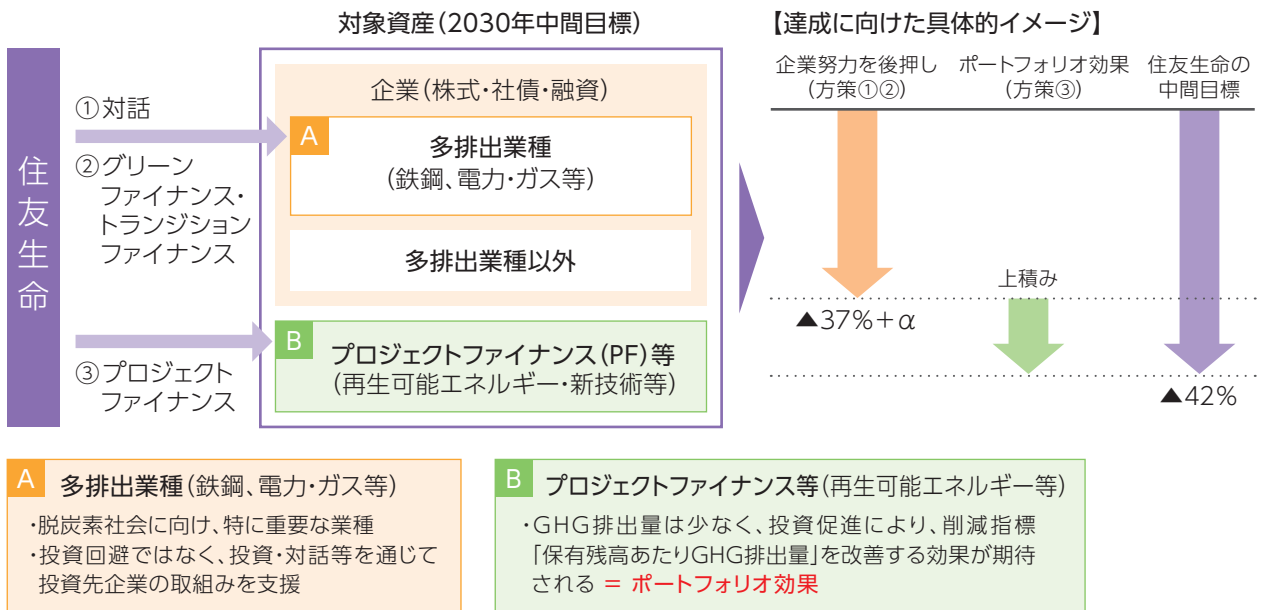 対象資産(2030年中間目標)
【達成に向けた具体的イメージ】
住友生命
①対話
②グリーン
ファイナンス・
トランジション
ファイナンス
③プロジェクト
ファイナンス
企業(株式・社債・融資)
A
多排出業種
(鉄鋼、電力・ガス等)
多排出業種以外
B
プロジェクトファイナンス(PF)等
(再生可能エネルギー・新技術等)
企業努力を後押し
(方策①②)
ポートフォリオ効果
(方策③)
住友生命の
中間目標
上積み
▲37%+α
▲42%
A 多排出業種(鉄鋼、電力・ガス等)
・脱炭素社会に向け、特に重要な業種
・投資回避ではなく、投資・対話等を通じて
投資先企業の取組みを支援
B プロジェクトファイナンス等(再生可能エネルギー等)
・GHG排出量は少なく、投資促進により、削減指標
「保有残高あたりGHG排出量」を改善する効果が期待
される = ポートフォリオ効果